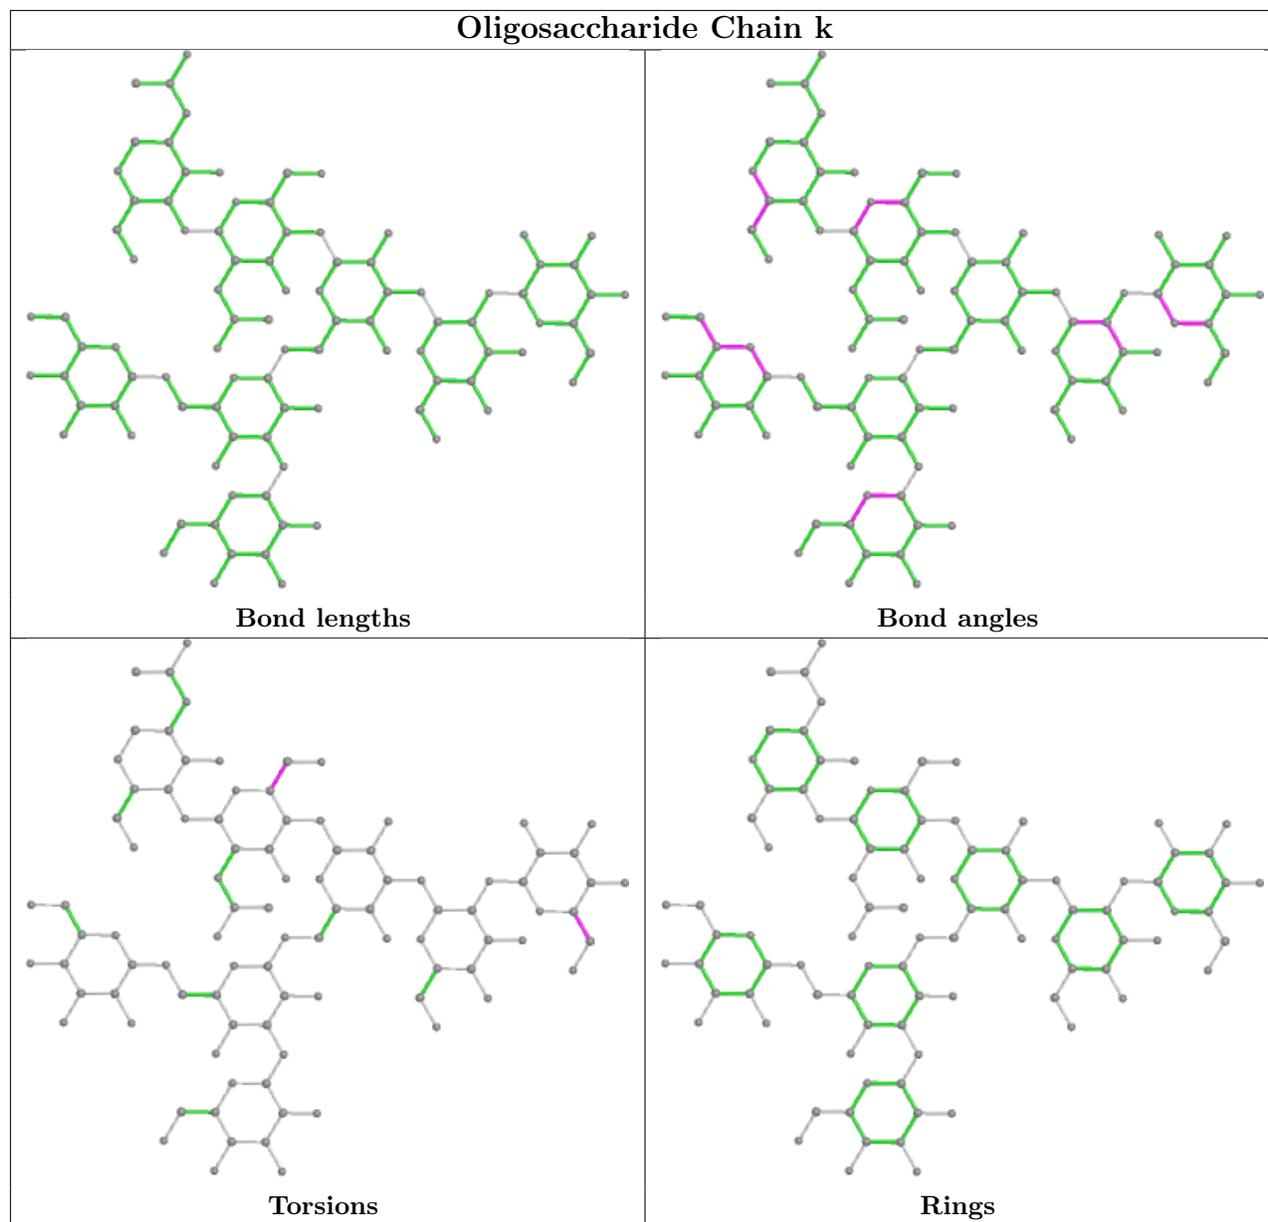 Oligosaccharide Chain k
Bond lengths
Bond angles
Torsions
Rings